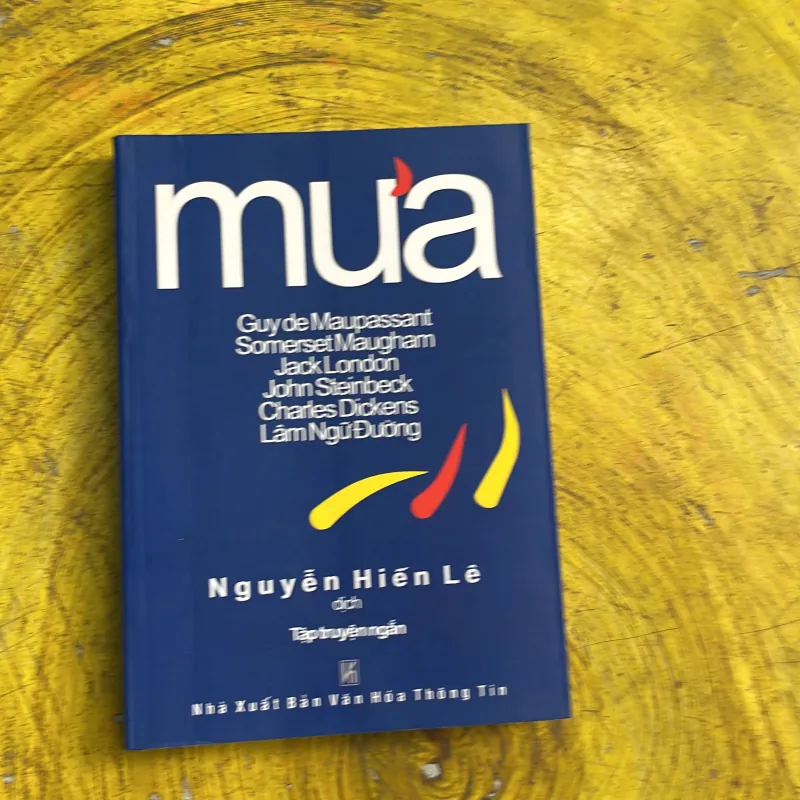 mưa
Guy de Maupassant
Somerset Maugham
Jack London
John Steinbeck
Charles Dickens
Lâm Ngữ Đường
Nguyễn Hiến Lê
dịch
Tập truyện ngắn
Nhà Xuất Bản Văn Hóa Thông Tin